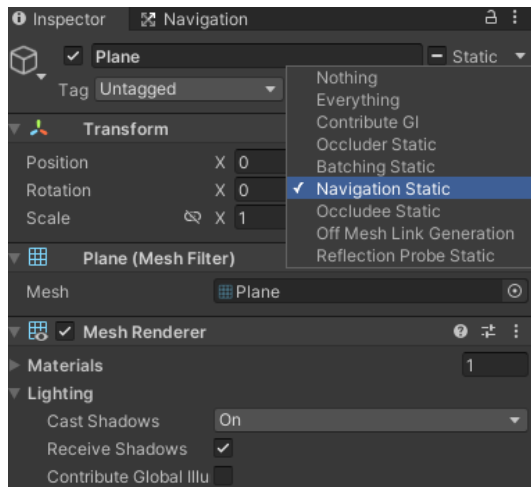 Inspector Navigation
Plane Static
Tag Untagged
Nothing
Everything
Contribute GI
Occluder Static
Batching Static
Navigation Static
Occludee Static
Off Mesh Link Generation
Reflection Probe Static
Transform
Position X 0
Rotation X 0
Scale X 1
Plane (Mesh Filter)
Mesh Plane
Mesh Renderer
Materials 1
Lighting
Cast Shadows On
Receive Shadows
Contribute Global Illu